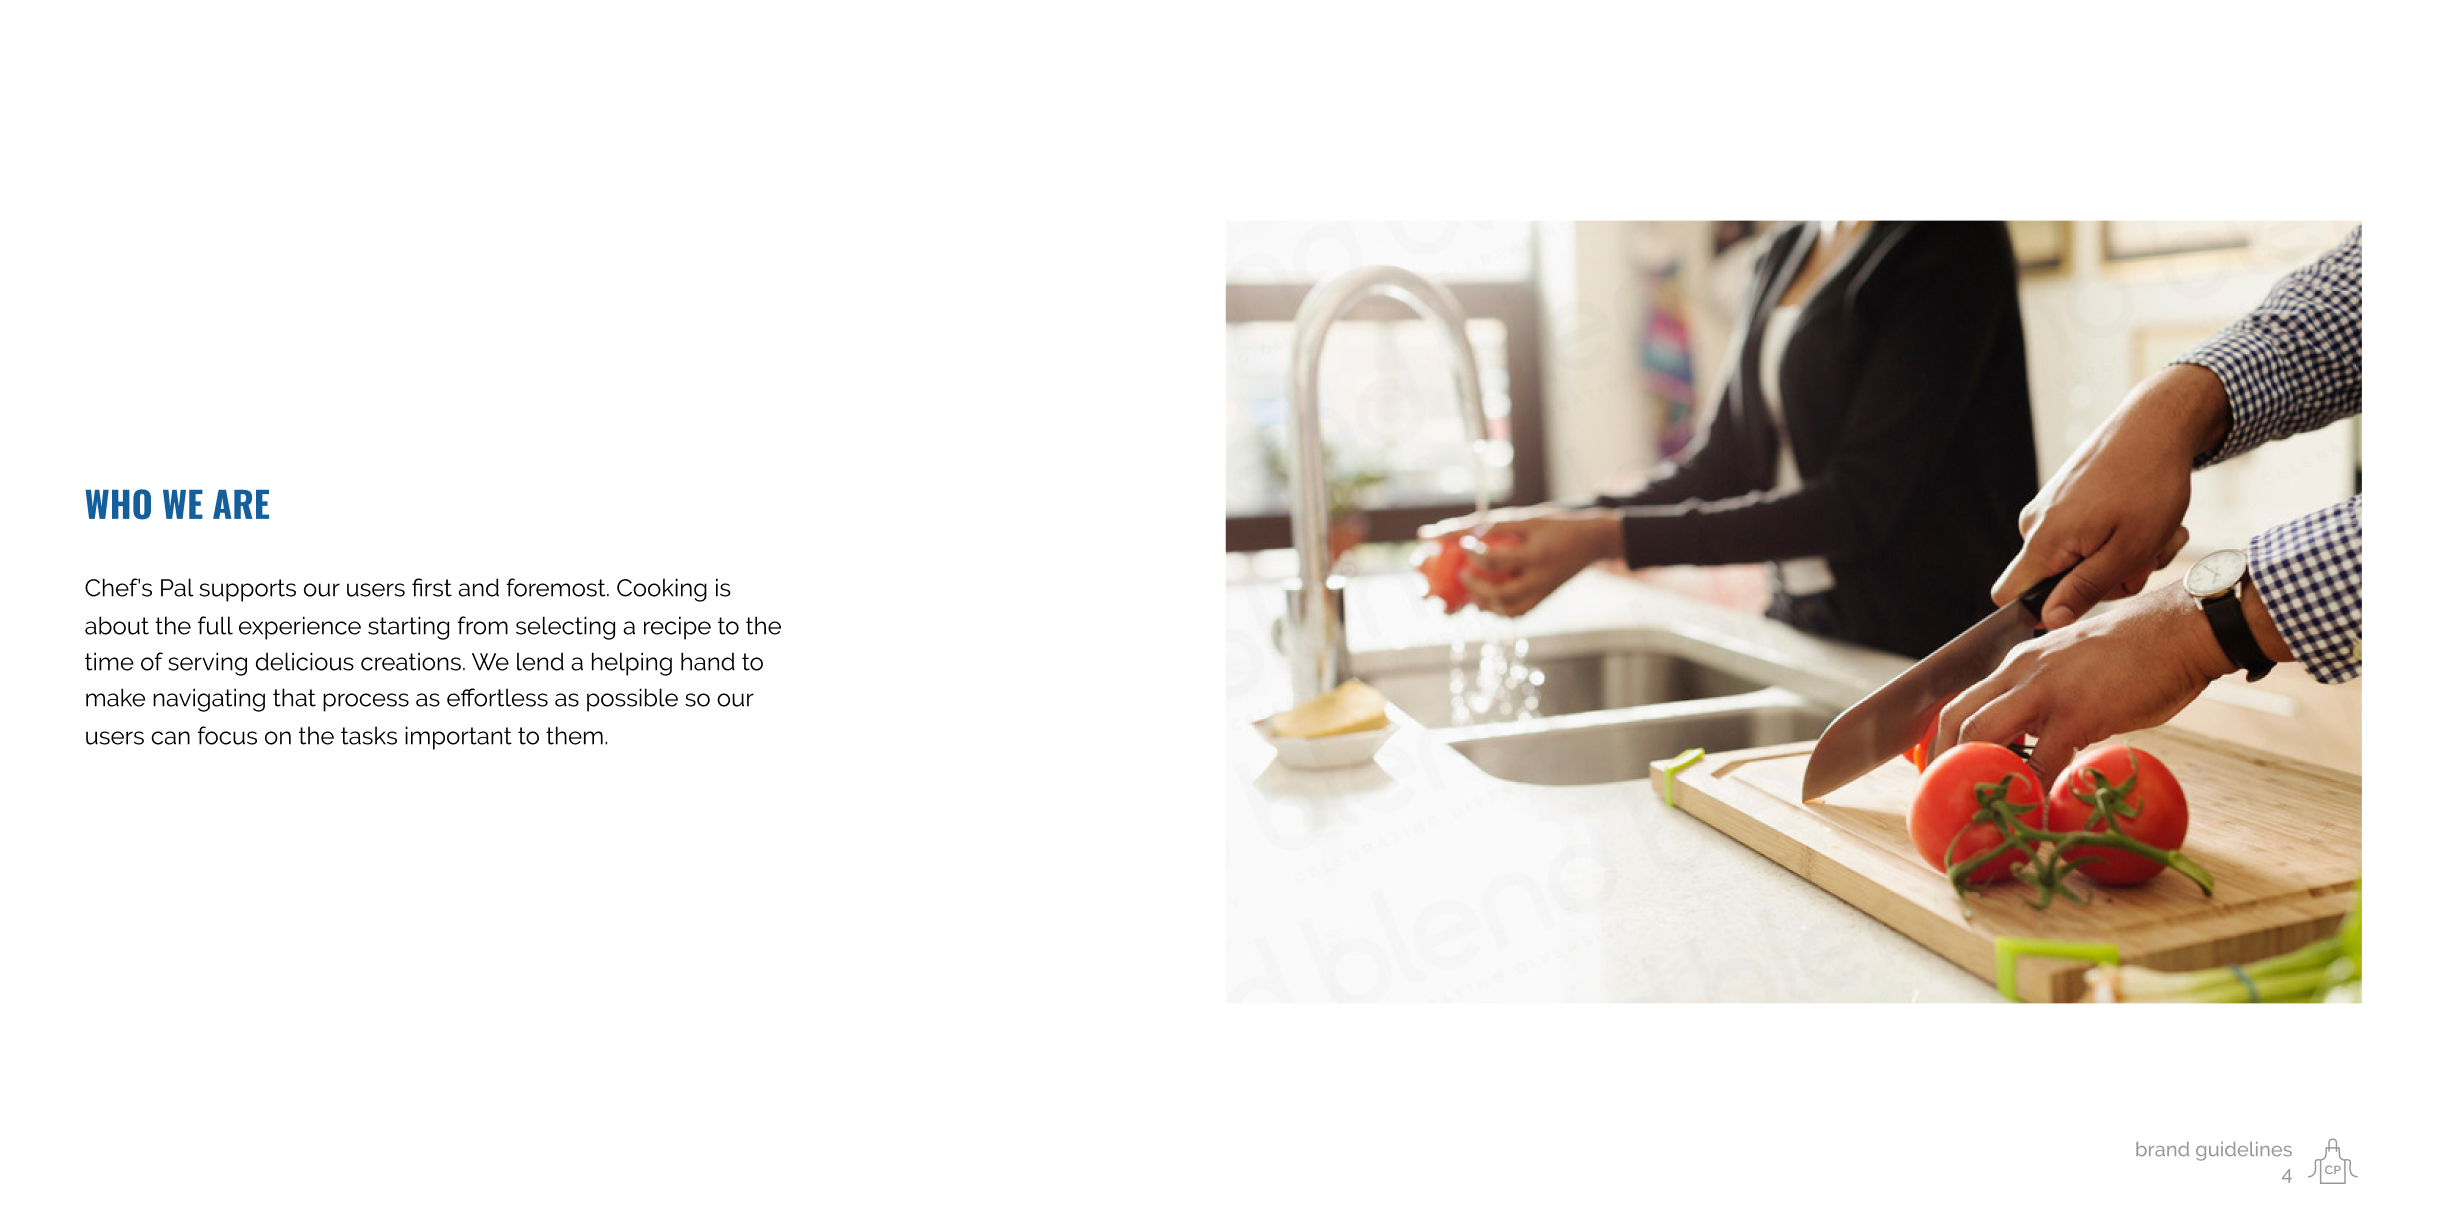 WHO WE ARE
Chef's Pal supports our users first and foremost. Cooking is
about the full experience starting from selecting a recipe to the
time of serving delicious creations. We lend a helping hand to
make navigating that process as effortless as possible so our
users can focus on the tasks important to them.
blend
blend
brand guidelines
4
CP